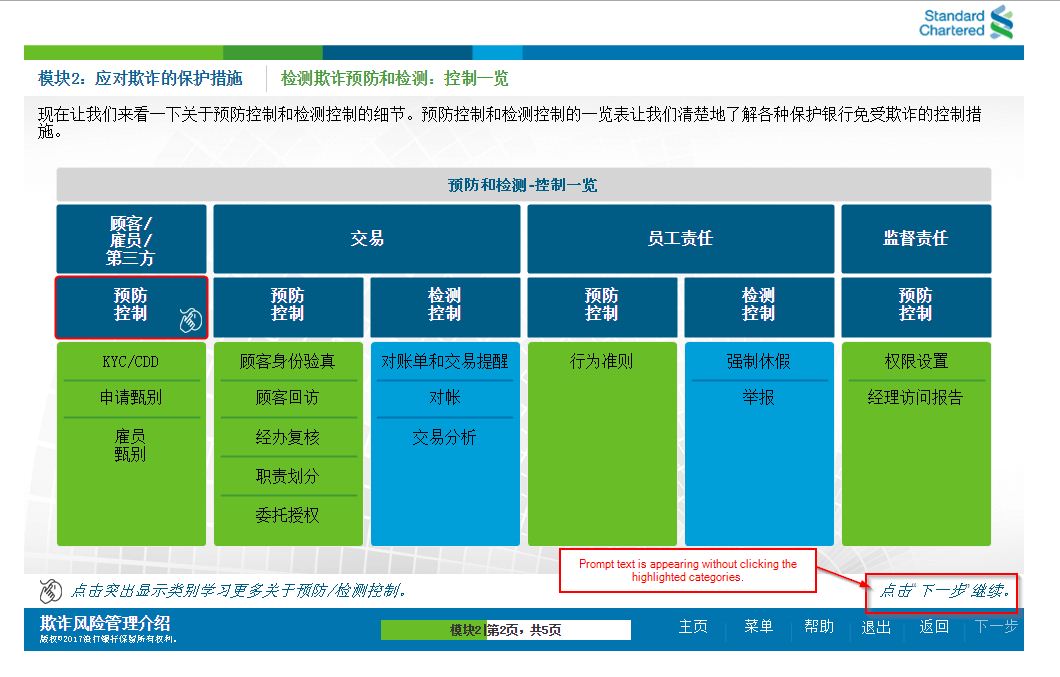 Standard
Chartered
模块2：应对欺诈的保护措施
检测欺诈预防和检测：控制一览
现在让我们来看一下关于预防控制和检测控制的细节。预防控制和检测控制的一览表让我们清楚地了解各种保护银行免受欺诈的控制措
施。
预防和检测-控制一览
顾客/
雇员/
第三方
交易
员工责任
监督责任
预防
控制
预防
控制
检测
控制
预防
控制
检测
控制
预防
控制
KYC/CDD
申请甄别
雇员
甄别
顾客身份验真
顾客回访
经办复核
职责划分
委托授权
对账单和交易提醒
对帐
交易分析
行为准则
强制休假
举报
权限设置
经理访问报告
Prompt text is appearing without clicking the
highlighted categories.
点击突出显示类别学习更多关于预防/检测控制。
点击"下一步"继续。
欺诈风险管理介绍
版权©2017渣打银行保留所有权利。
模块2 第2页，共5页
主页
菜单
帮助
退出
返回
下一步